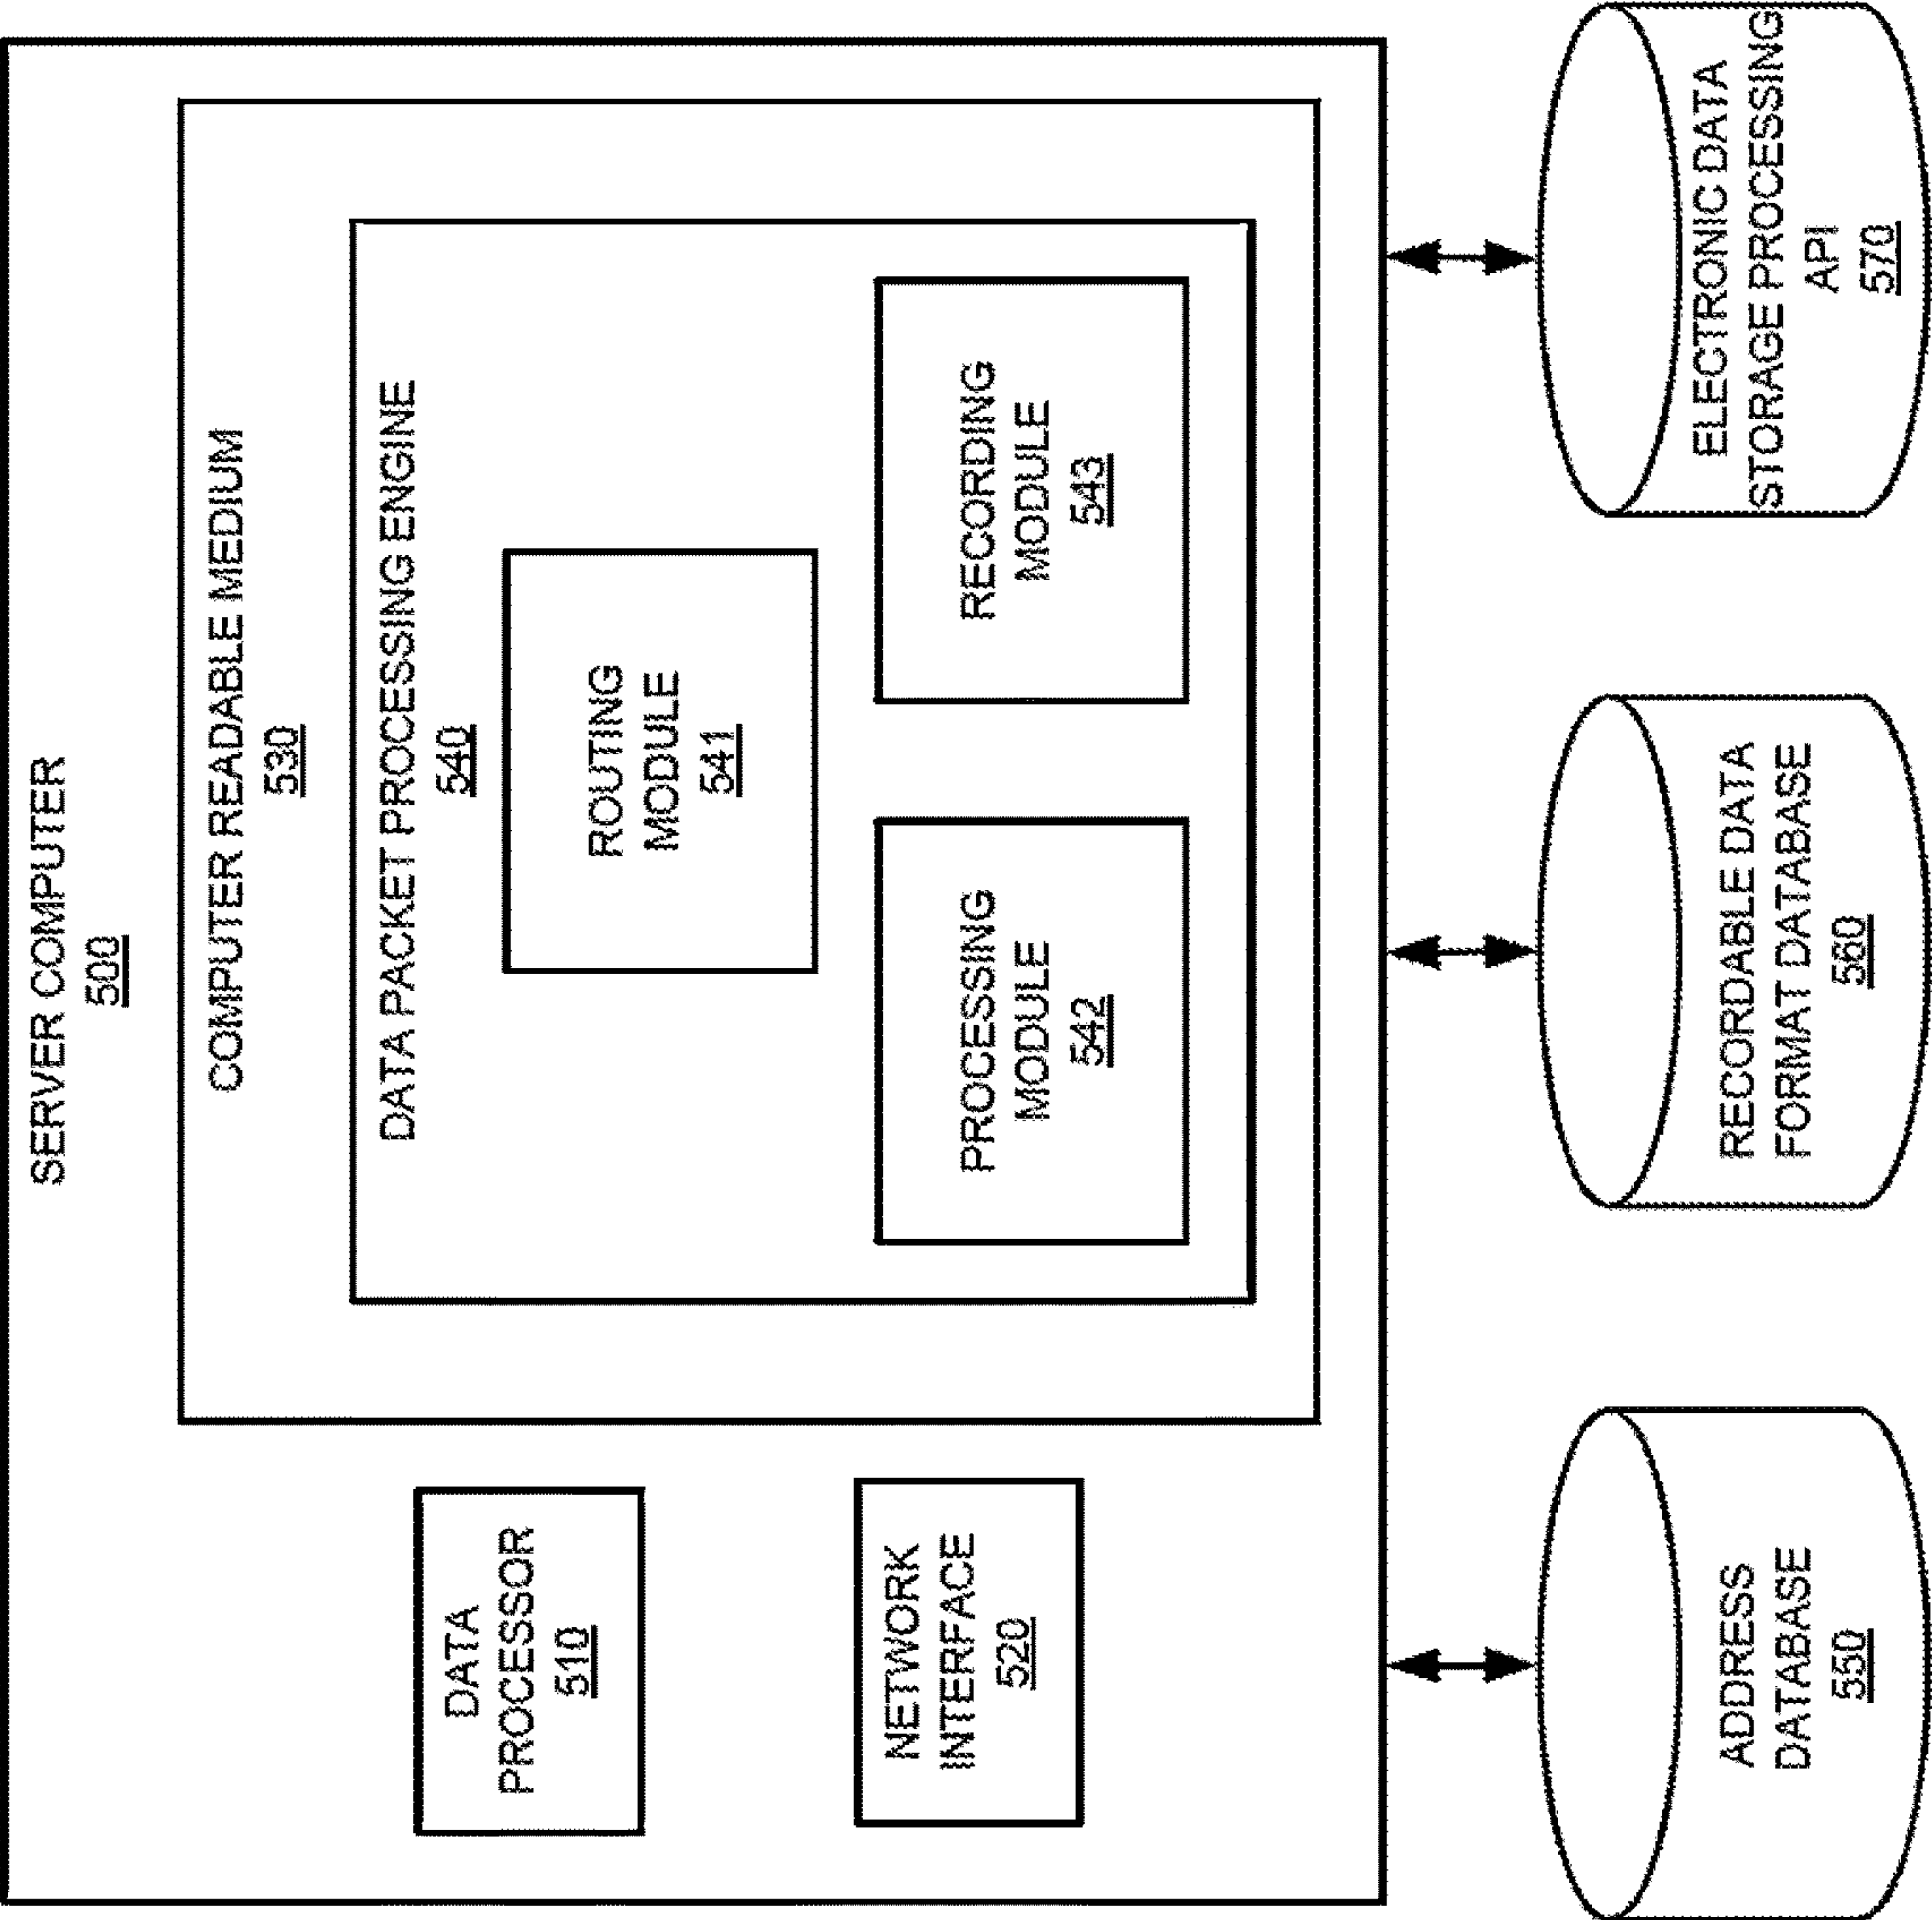 SERVER COMPUTER
500
DATA
PROCESSOR
510
NETWORK
INTERFACE
520
COMPUTER READABLE MEDIUM
530
DATA PACKET PROCESSING ENGINE
540
ROUTING
MODULE
541
PROCESSING
MODULE
542
RECORDING
MODULE
543
ADDRESS
DATABASE
550
RECORDABLE DATA
FORMAT DATABASE
560
ELECTRONIC DATA
STORAGE PROCESSING
API
570